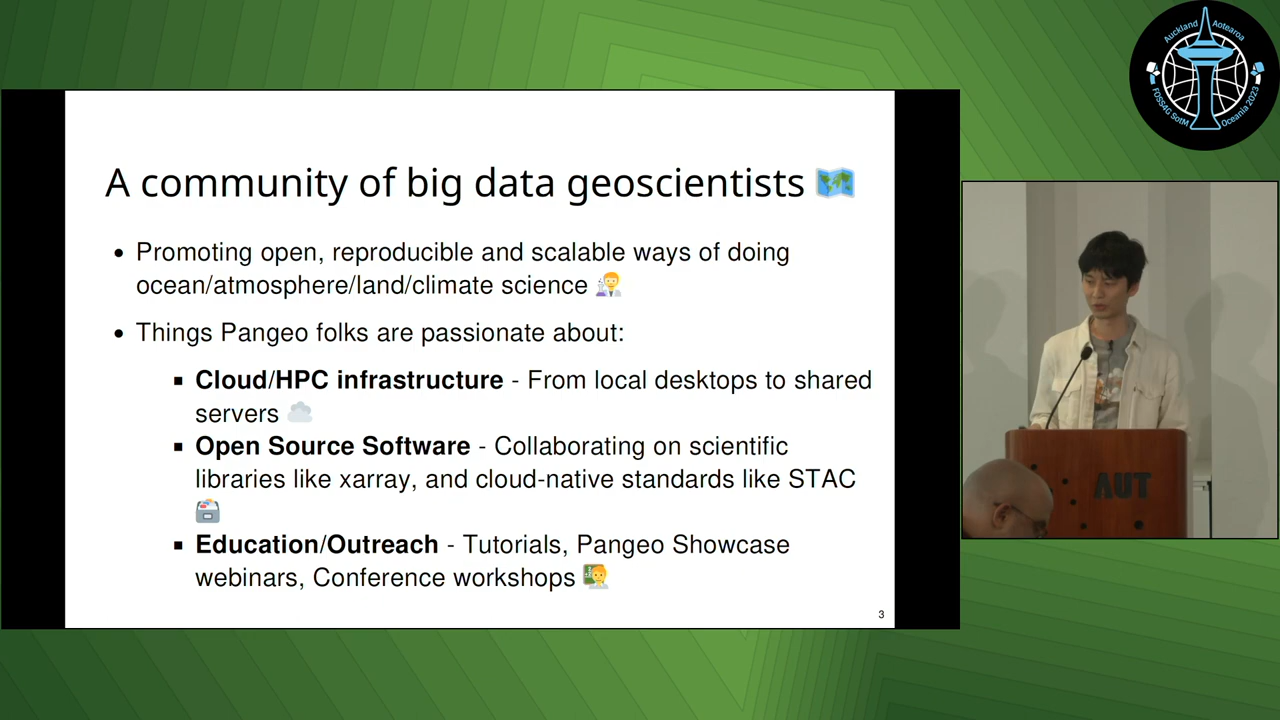 A community of big data geoscientists
Promoting open, reproducible and scalable ways of doing
ocean/atmosphere/land/climate science
Things Pangeo folks are passionate about:
Cloud/HPC infrastructure - From local desktops to shared
servers
Open Source Software - Collaborating on scientific
libraries like xarray, and cloud-native standards like STAC
Education/Outreach - Tutorials, Pangeo Showcase
webinars, Conference workshops
3
Auckland Aotearoa
FOSS4G SotM Oceania 2023
AUT